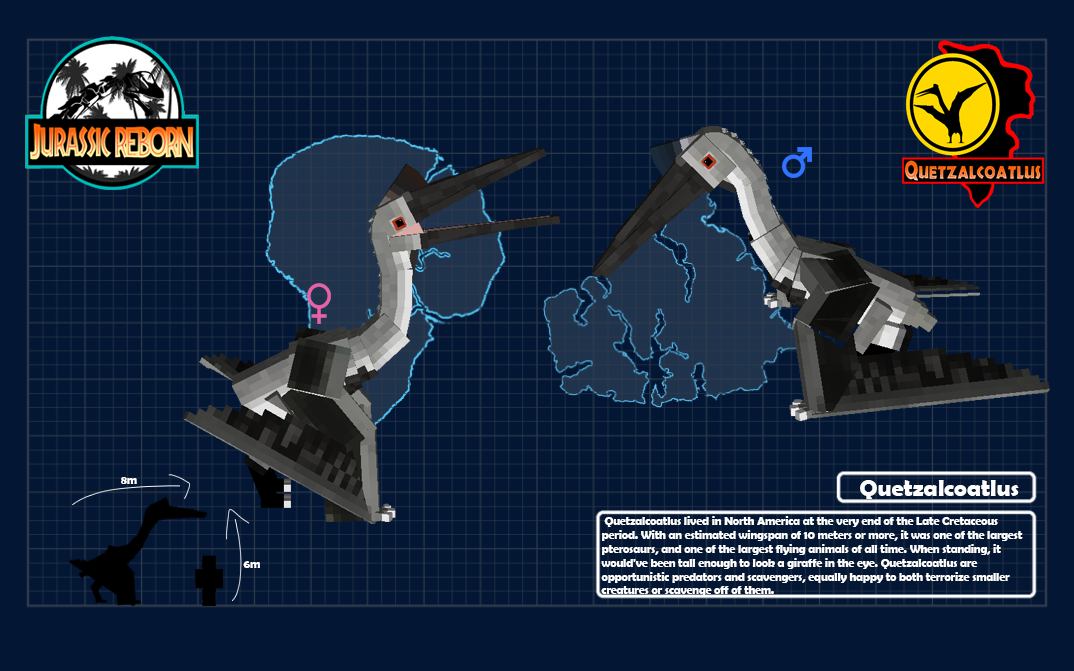 JURASSIC REBORN
QUETZALCOATLUS
8m
6m
Quetzalcoatlus
Quetzalcoatlus lived in North America at the very end of the Late Cretaceous
period. With an estimated wingspan of 10 meters or more, it was one of the largest
pterosaurs, and one of the largest flying animals of all time. When standing, it
would've been tall enough to look a giraffe in the eye. Quetzalcoatlus are
opportunistic predators and scavengers, equally happy to both terrorize smaller
creatures or scavenge off of them.